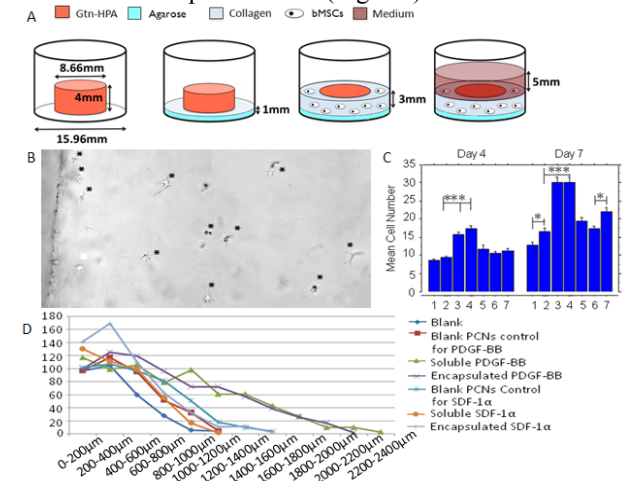 A
Gtn-HPA Agarose Collagen bMSCs Medium
8.66mm
4mm
15.96mm
1mm
3mm
5mm
B
* * * * * * * * * * *
C
Day 4 Day 7
Mean Cell Number
35
30
25
20
15
10
5
0
*** * *** *
1 2 3 4 5 6 7 1 2 3 4 5 6 7
D
180
160
140
120
100
80
60
40
20
0
0-200µm
200-400µm
400-600µm
600-800µm
800-1000µm
1000-1200µm
1200-1400µm
1400-1600µm
1600-1800µm
1800-2000µm
2000-2200µm
2200-2400µm
Blank
Blank PCNs control
for PDGF-BB
Soluble PDGF-BB
Encapsulated PDGF-BB
Blank PCNs Control
for SDF-1α
Soluble SDF-1α
Encapsulated SDF-1α